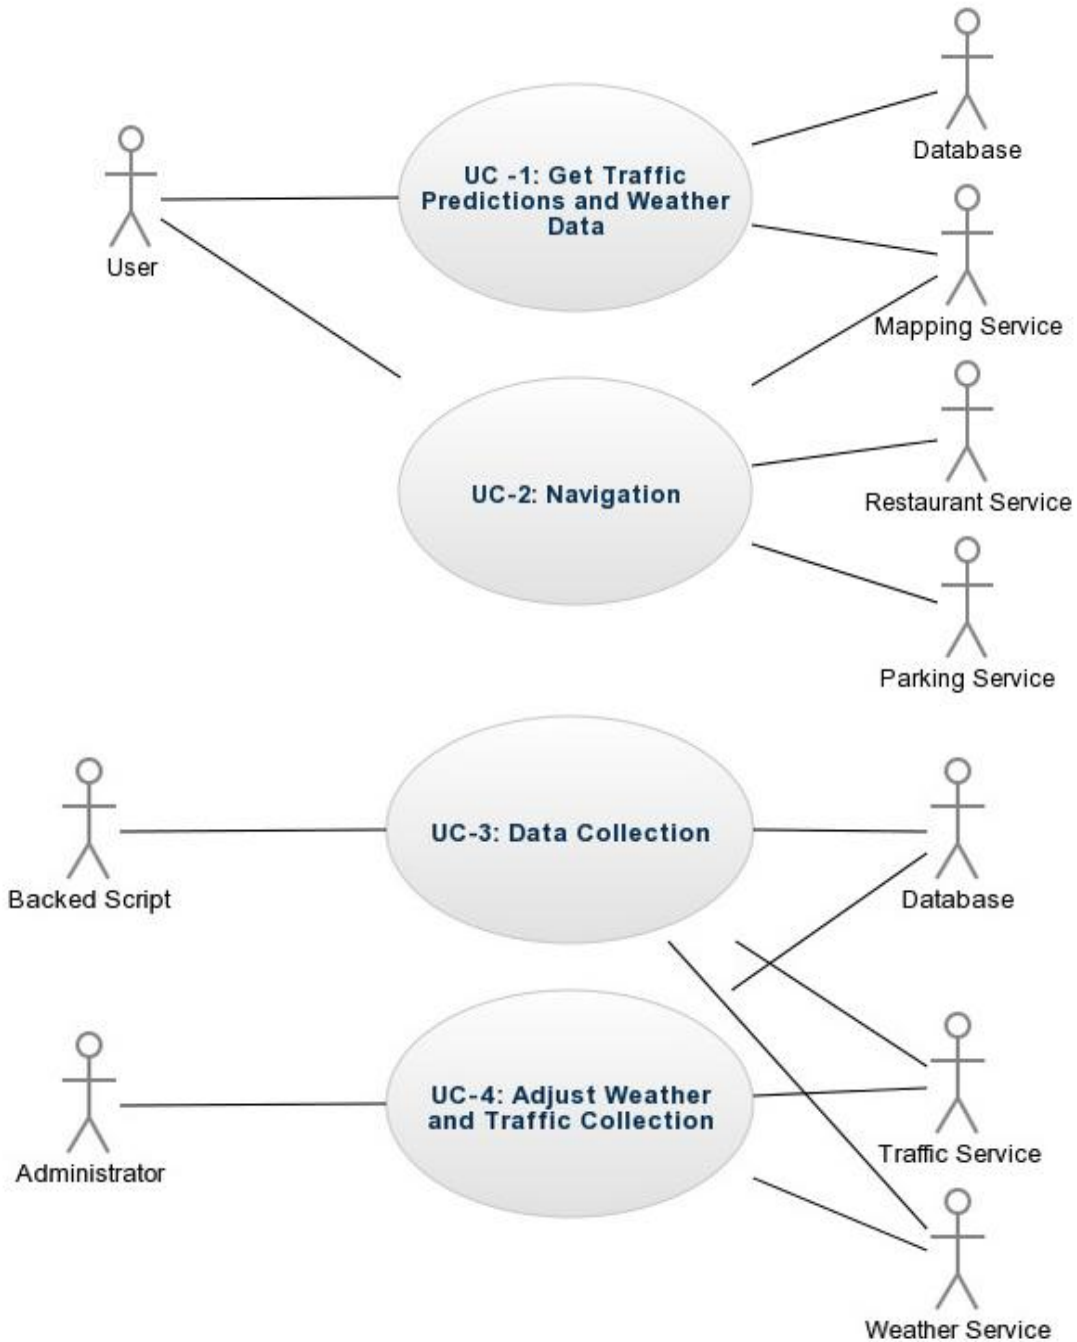 Database
UC -1: Get Traffic
Predictions and Weather
Data
User
Mapping Service
UC-2: Navigation
Restaurant Service
Parking Service
UC-3: Data Collection
Backed Script
Database
UC-4: Adjust Weather
and Traffic Collection
Administrator
Traffic Service
Weather Service